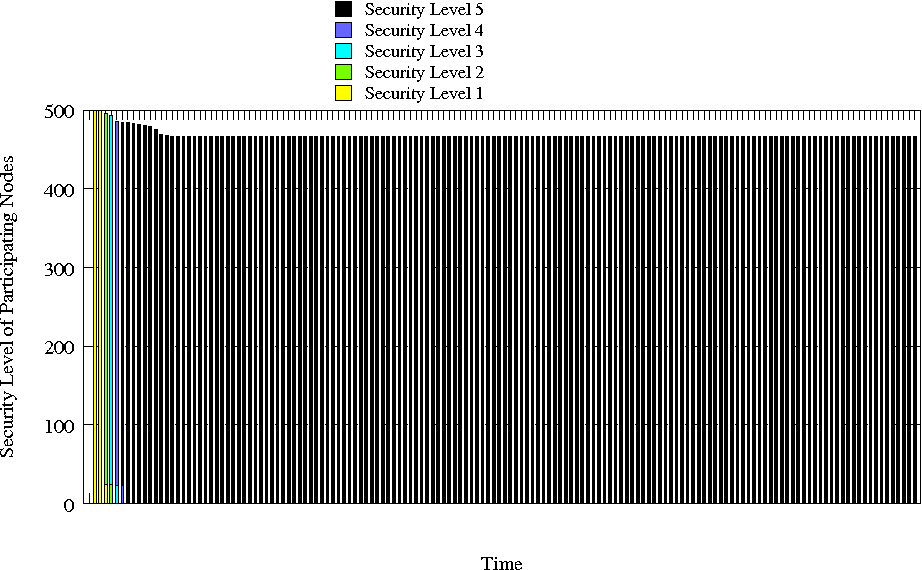 Security Level 5
Security Level 4
Security Level 3
Security Level 2
Security Level 1
500
400
300
200
100
0
Security Level of Participating Nodes
Time